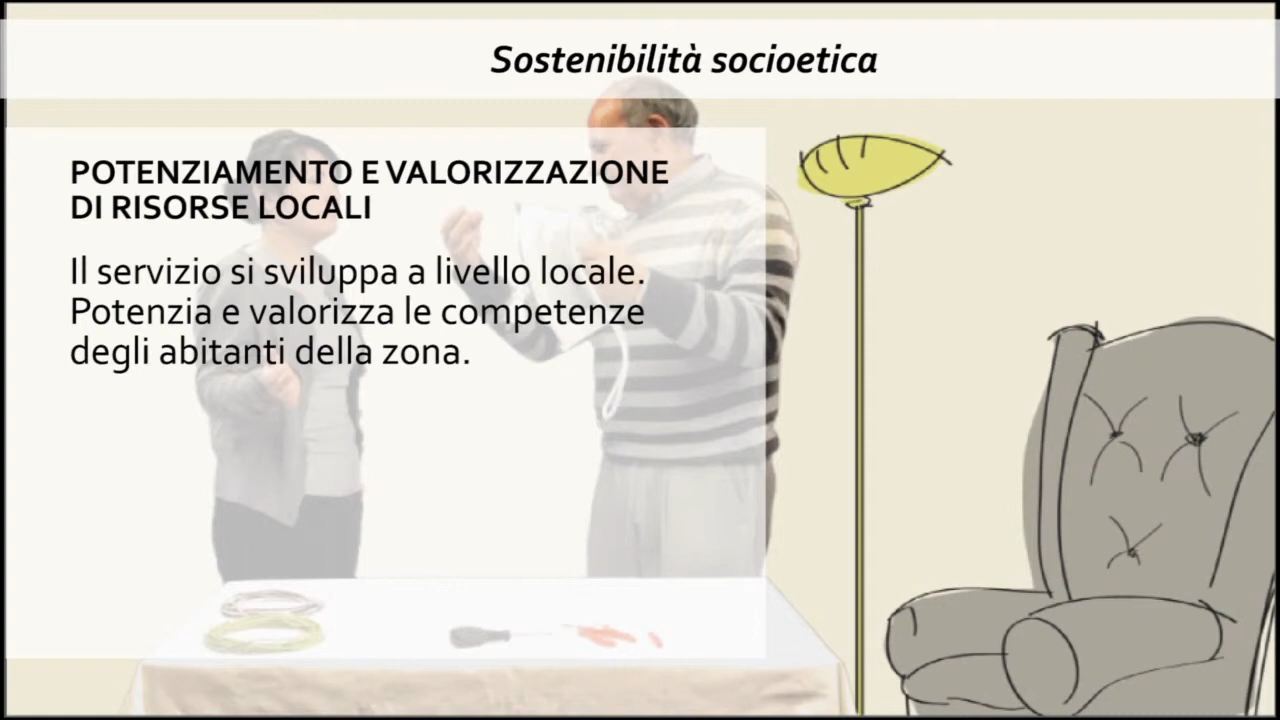 Sostenibilità socioetica
POTENZIAMENTO E VALORIZZAZIONE
DI RISORSE LOCALI
Il servizio si sviluppa a livello locale.
Potenzia e valorizza le competenze
degli abitanti della zona.